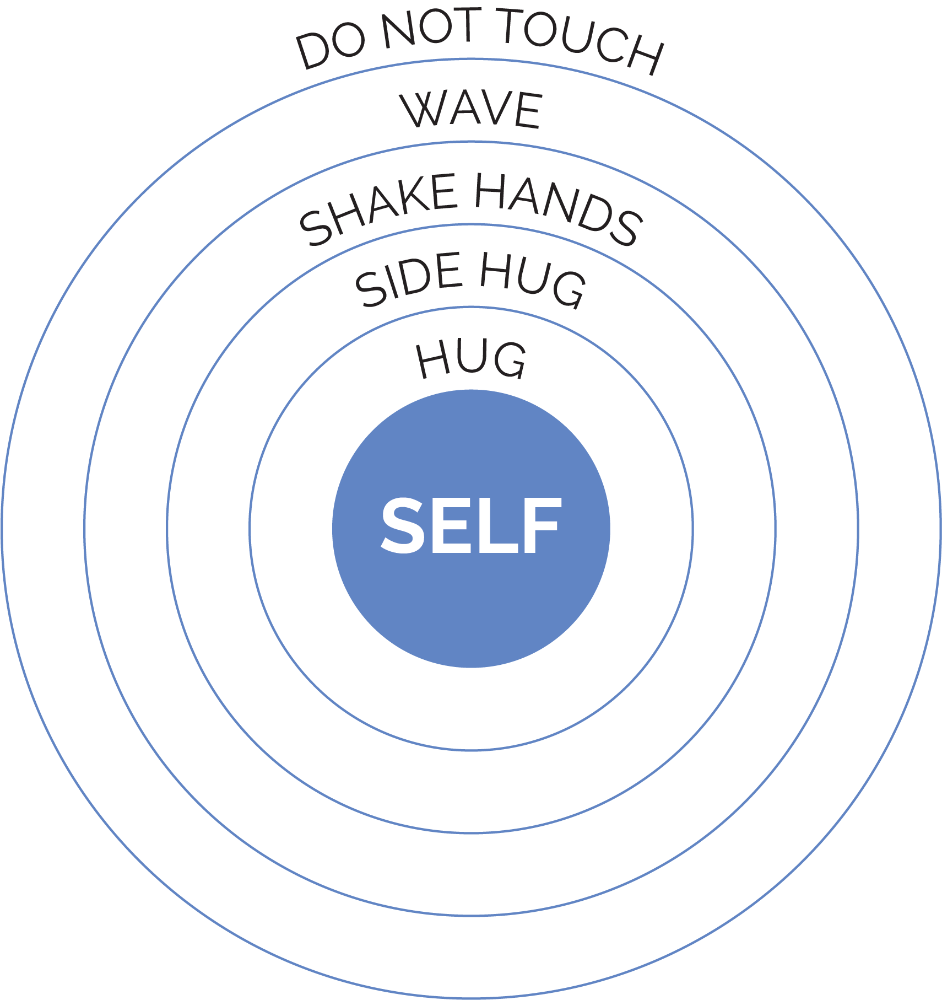 DO NOT TOUCH
WAVE
SHAKE HANDS
SIDE HUG
HUG
SELF